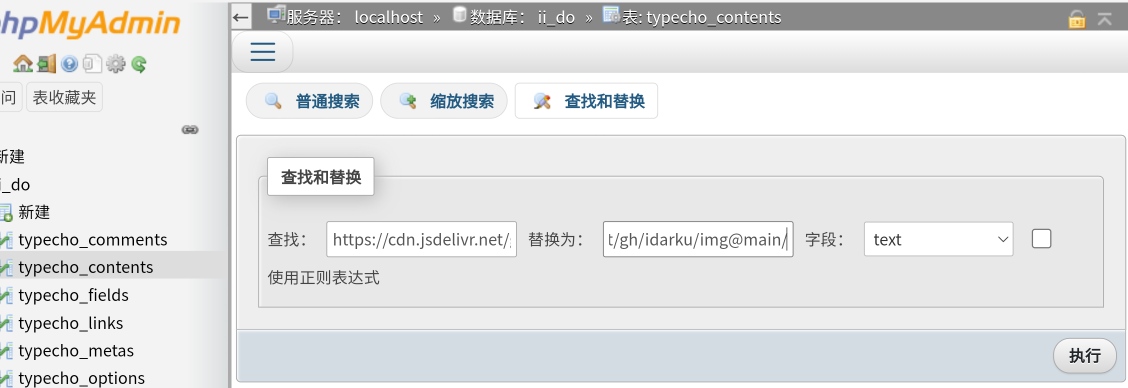 hpMyAdmin
服务器： localhost » 数据库： ii_do » 表: typecho_contents
问 表收藏夹
普通搜索 缩放搜索 查找和替换
新建
i_do
新建
typecho_comments
typecho_contents
typecho_fields
typecho_links
typecho_metas
typecho_options
查找和替换
查找： https://cdn.jsdelivr.net/ 替换为： t/gh/idarku/img@main/ 字段： text
使用正则表达式
执行